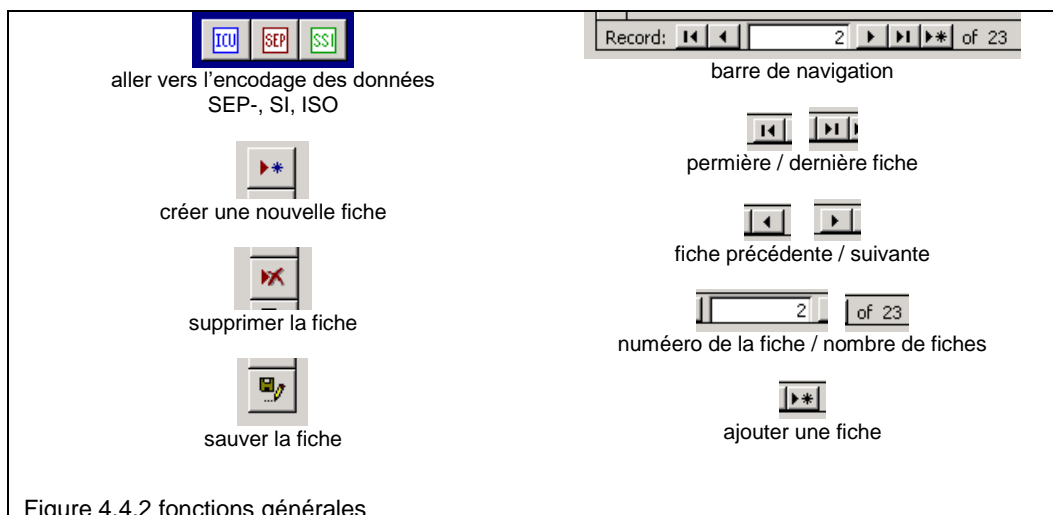 ICU SEP SSI
aller vers l'encodage des données
SEP-, SI, ISO
créer une nouvelle fiche
supprimer la fiche
sauver la fiche
Record: 2 of 23
barre de navigation
permière / dernière fiche
fiche précédente / suivante
2 of 23
numéero de la fiche / nombre de fiches
ajouter une fiche
Figure 4.4.2 fonctions générales